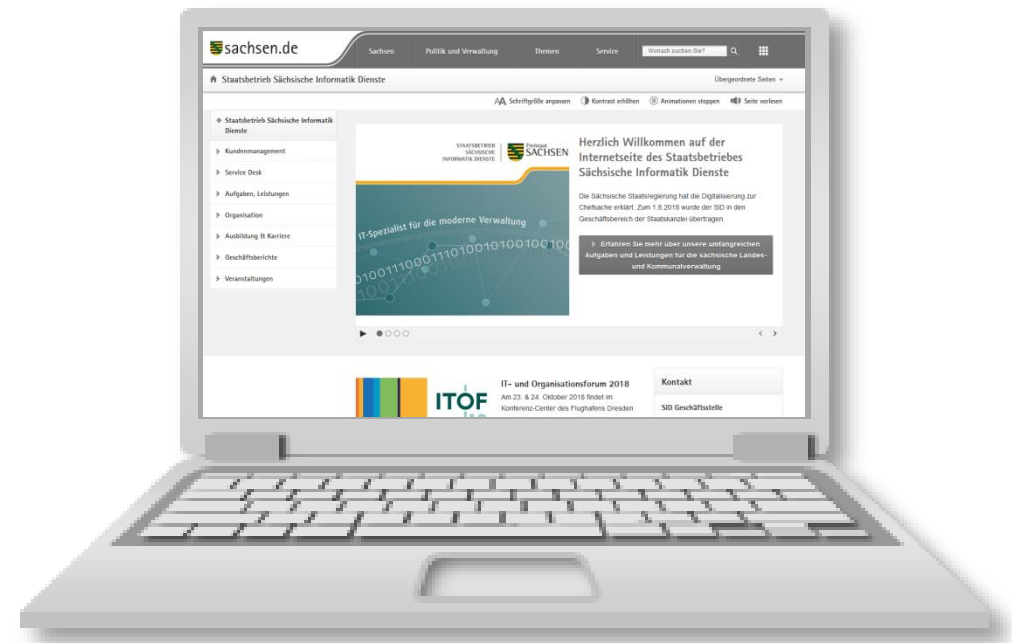 sachsen.de
Sachsen
Politik und Verwaltung
Themen
Service
Wonach suchen Sie?
Staatsbetrieb Sächsische Informatik Dienste
Übergeordnete Seiten
AA Schriftgröße anpassen
Kontrast erhöhen
Animationen stoppen
Seite vorlesen
Staatsbetrieb Sächsische Informatik
Dienste
Kundenmanagement
Service Desk
Aufgaben, Leistungen
Organisation
Ausbildung & Karriere
Geschäftsberichte
Veranstaltungen
STAATSBETRIEB
SÄCHSISCHE
INFORMATIK DIENSTE
Freistaat
SACHSEN
IT-Spezialist für die moderne Verwaltung
Herzlich Willkommen auf der
Internetseite des Staatsbetriebes
Sächsische Informatik Dienste
Die Sächsische Staatsregierung hat die Digitalisierung zur
Chefsache erklärt. Zum 1.8.2018 wurde der SID in den
Geschäftsbereich der Staatskanzlei übertragen.
Erfahren Sie mehr über unsere umfangreichen
Aufgaben und Leistungen für die sächsische Landes-
und Kommunalverwaltung
ITOF
IT- und Organisationsforum 2018
Am 23. & 24. Oktober 2018 findet im
Konferenz-Center des Flughafens Dresden
Kontakt
SID Geschäftsstelle